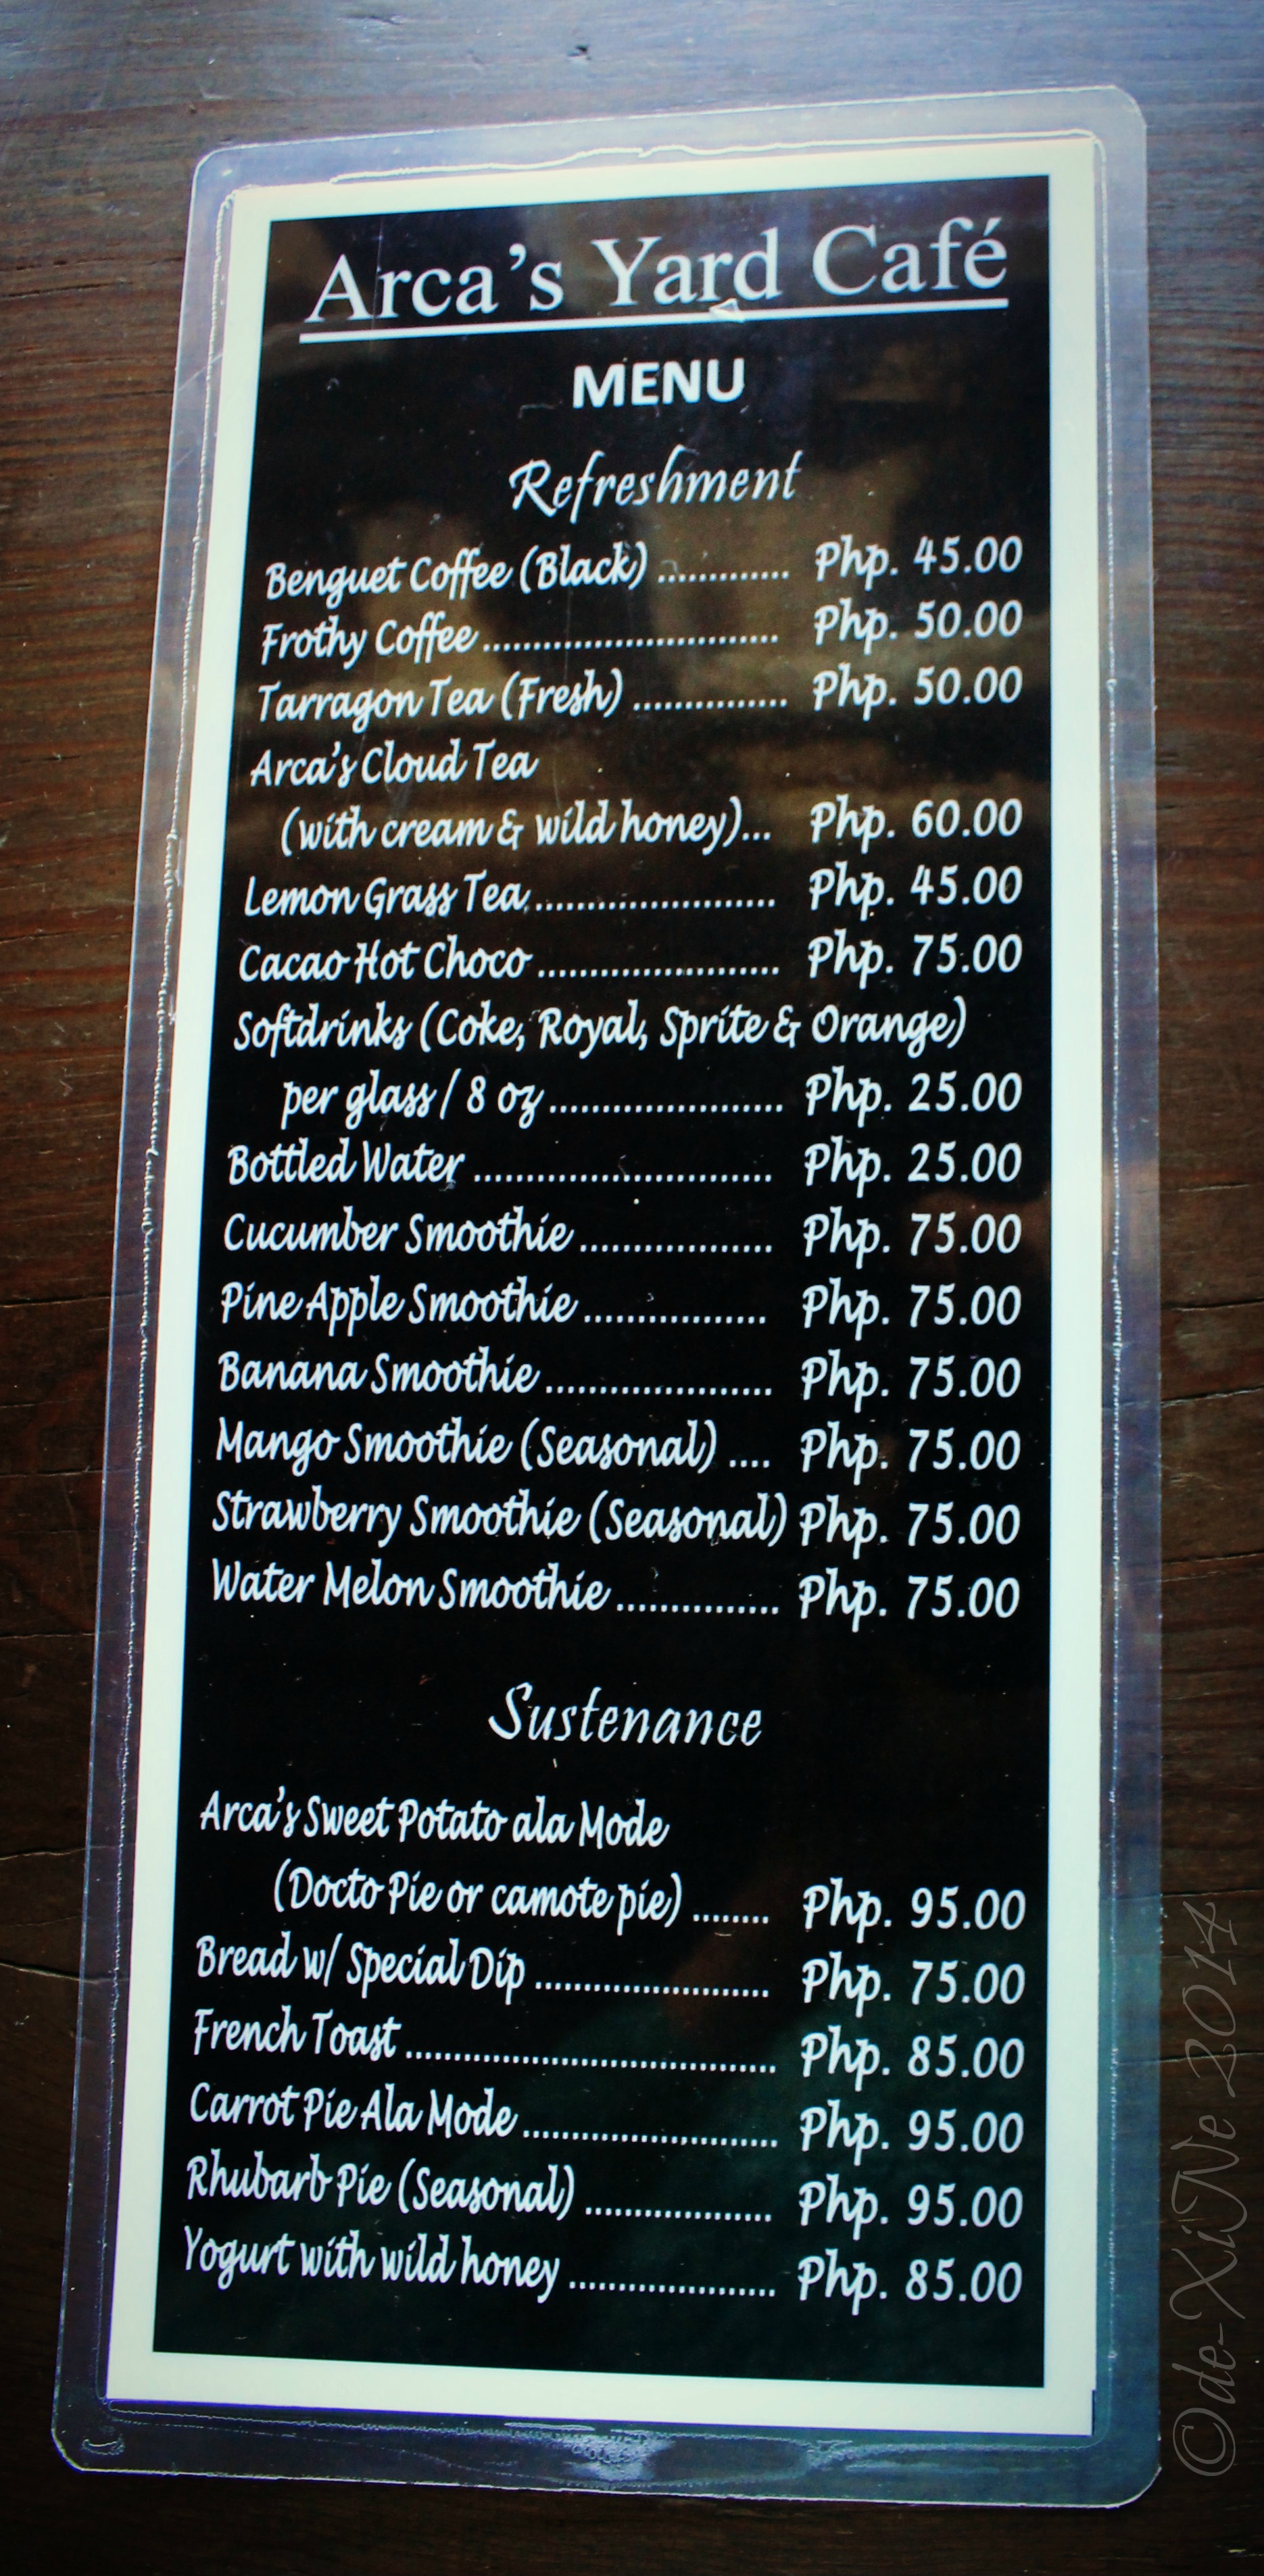 Arca's Yard Café
MENU
Refreshment
Benguet Coffee (Black) ............. Php. 45.00
Frothy Coffee ............................. Php. 50.00
Tarragon Tea (Fresh) ............... Php. 50.00
Arca's Cloud Tea
(with cream & wild honey)... Php. 60.00
Lemon Grass Tea ........................ Php. 45.00
Cacao Hot Choco ........................ Php. 75.00
Softdrinks (Coke, Royal, Sprite & Orange)
per glass / 8 oz ....................... Php. 25.00
Bottled Water ............................. Php. 25.00
Cucumber Smoothie ................... Php. 75.00
Pine Apple Smoothie ................. Php. 75.00
Banana Smoothie ...................... Php. 75.00
Mango Smoothie (Seasonal) .... Php. 75.00
Strawberry Smoothie (Seasonal) Php. 75.00
Water Melon Smoothie ............... Php. 75.00
Sustenance
Arca's Sweet Potato ala Mode
(Docto Pie or camote pie) ........ Php. 95.00
Bread w/ Special Dip ........................ Php. 75.00
French Toast ...................................... Php. 85.00
Carrot Pie Ala Mode .......................... Php. 95.00
Rhubarb Pie (Seasonal) ................... Php. 95.00
Yogurt with wild honey ..................... Php. 85.00
©de-XiNe 2014